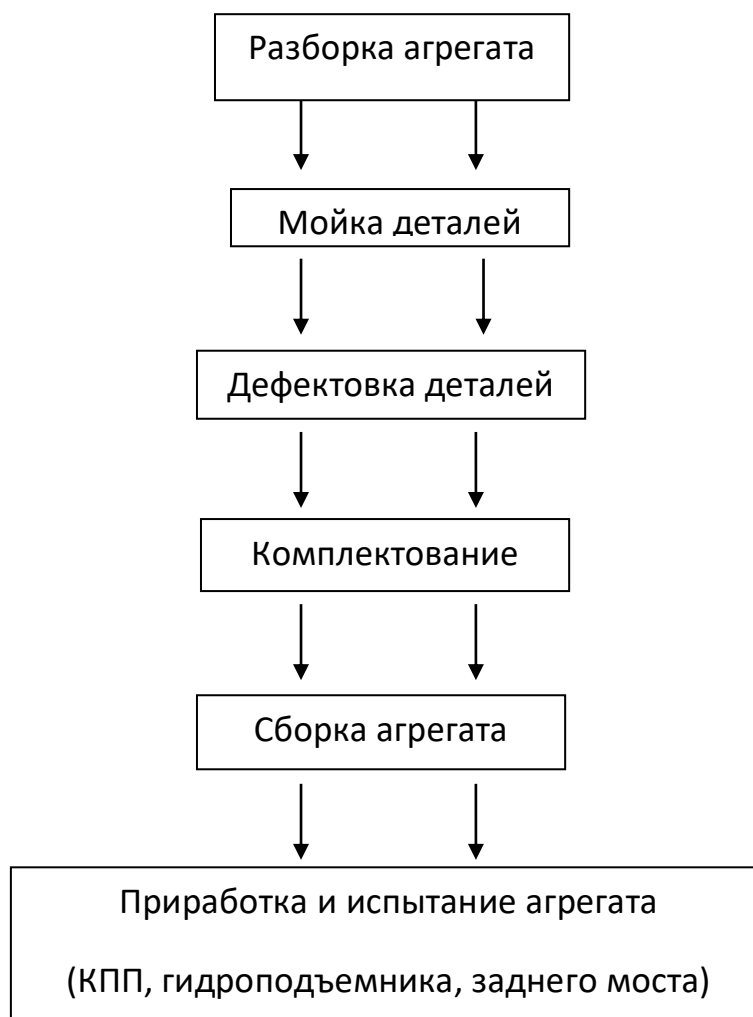 Разборка агрегата
Мойка деталей
Дефектовка деталей
Комплектование
Сборка агрегата
Приработка и испытание агрегата
(КПП, гидроподъемника, заднего моста)